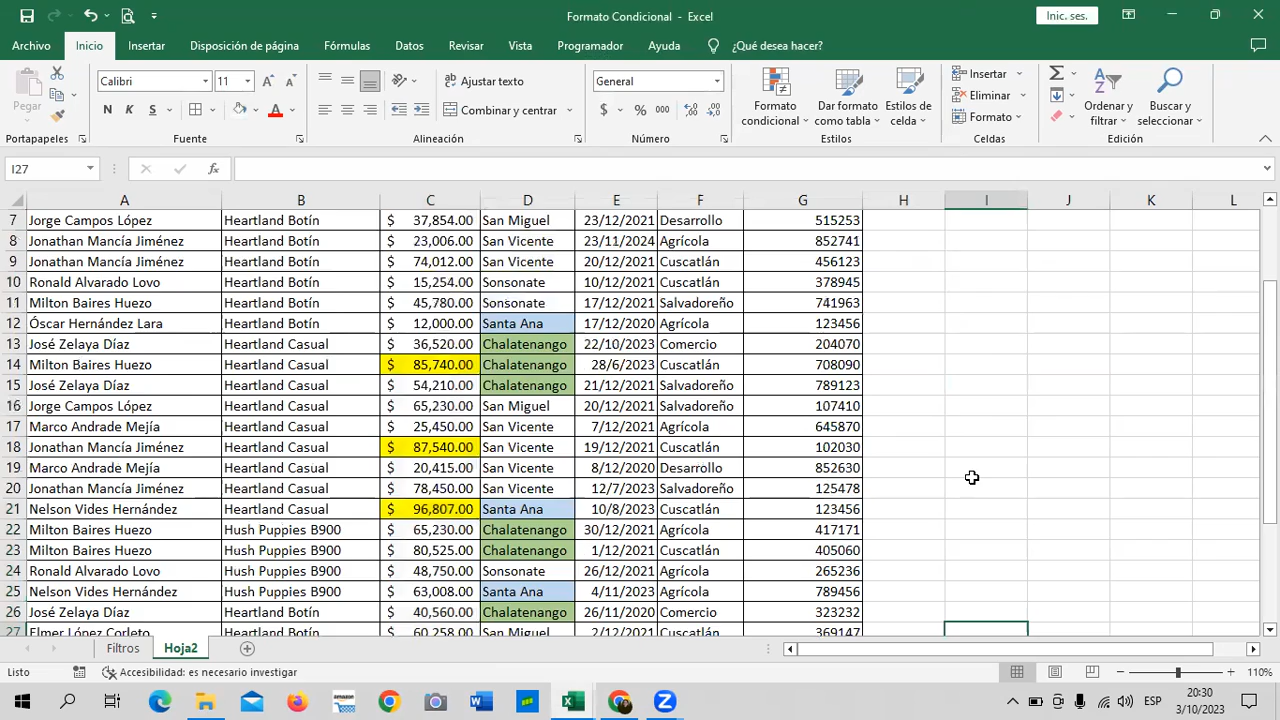 Formato Condicional - Excel
Inic. ses.
Archivo Inicio Insertar Disposición de página Fórmulas Datos Revisar Vista Programador Ayuda ¿Qué desea hacer?
Pegar
Calibri 11
N K S
Ajustar texto
Combinar y centrar
General
$ % 000
Formato condicional
Dar formato como tabla
Estilos de celda
Insertar
Eliminar
Formato
Ordenar y filtrar
Buscar y seleccionar
Portapapeles Fuente Alineación Número Estilos Celdas Edición
I27 fx
A B C D E F G H I J K L
7 Jorge Campos López Heartland Botín $ 37,854.00 San Miguel 23/12/2021 Desarrollo 515253
8 Jonathan Mancía Jiménez Heartland Botín $ 23,006.00 San Vicente 23/11/2024 Agrícola 852741
9 Jonathan Mancía Jiménez Heartland Botín $ 74,012.00 San Vicente 20/12/2021 Cuscatlán 456123
10 Ronald Alvarado Lovo Heartland Botín $ 15,254.00 Sonsonate 10/12/2021 Cuscatlán 378945
11 Milton Baires Huezo Heartland Botín $ 45,780.00 Sonsonate 17/12/2021 Salvadoreño 741963
12 Óscar Hernández Lara Heartland Botín $ 12,000.00 Santa Ana 17/12/2020 Agrícola 123456
13 José Zelaya Díaz Heartland Casual $ 36,520.00 Chalatenango 22/10/2023 Comercio 204070
14 Milton Baires Huezo Heartland Casual $ 85,740.00 Chalatenango 28/6/2023 Cuscatlán 708090
15 José Zelaya Díaz Heartland Casual $ 54,210.00 Chalatenango 21/12/2021 Salvadoreño 789123
16 Jorge Campos López Heartland Casual $ 65,230.00 San Miguel 20/12/2021 Salvadoreño 107410
17 Marco Andrade Mejía Heartland Casual $ 25,450.00 San Vicente 7/12/2021 Agrícola 645870
18 Jonathan Mancía Jiménez Heartland Casual $ 87,540.00 San Vicente 19/12/2021 Cuscatlán 102030
19 Marco Andrade Mejía Heartland Casual $ 20,415.00 San Vicente 8/12/2020 Desarrollo 852630
20 Jonathan Mancía Jiménez Heartland Casual $ 78,450.00 San Vicente 12/7/2023 Salvadoreño 125478
21 Nelson Vides Hernández Heartland Casual $ 96,807.00 Santa Ana 10/8/2023 Cuscatlán 123456
22 Milton Baires Huezo Hush Puppies B900 $ 65,230.00 Chalatenango 30/12/2021 Agrícola 417171
23 Milton Baires Huezo Hush Puppies B900 $ 80,525.00 Chalatenango 1/12/2021 Cuscatlán 405060
24 Ronald Alvarado Lovo Hush Puppies B900 $ 48,750.00 Sonsonate 26/12/2021 Agrícola 265236
25 Nelson Vides Hernández Hush Puppies B900 $ 63,008.00 Santa Ana 4/11/2023 Agrícola 789456
26 José Zelaya Díaz Heartland Botín $ 40,560.00 Chalatenango 26/11/2020 Comercio 323232
27 Elmer López Corleto Heartland Botín $ 60,258.00 San Miguel 2/12/2021 Cuscatlán 369147
Filtros Hoja2
Listo Accesibilidad: es necesario investigar 110%
amazon ESP 20:30
3/10/2023